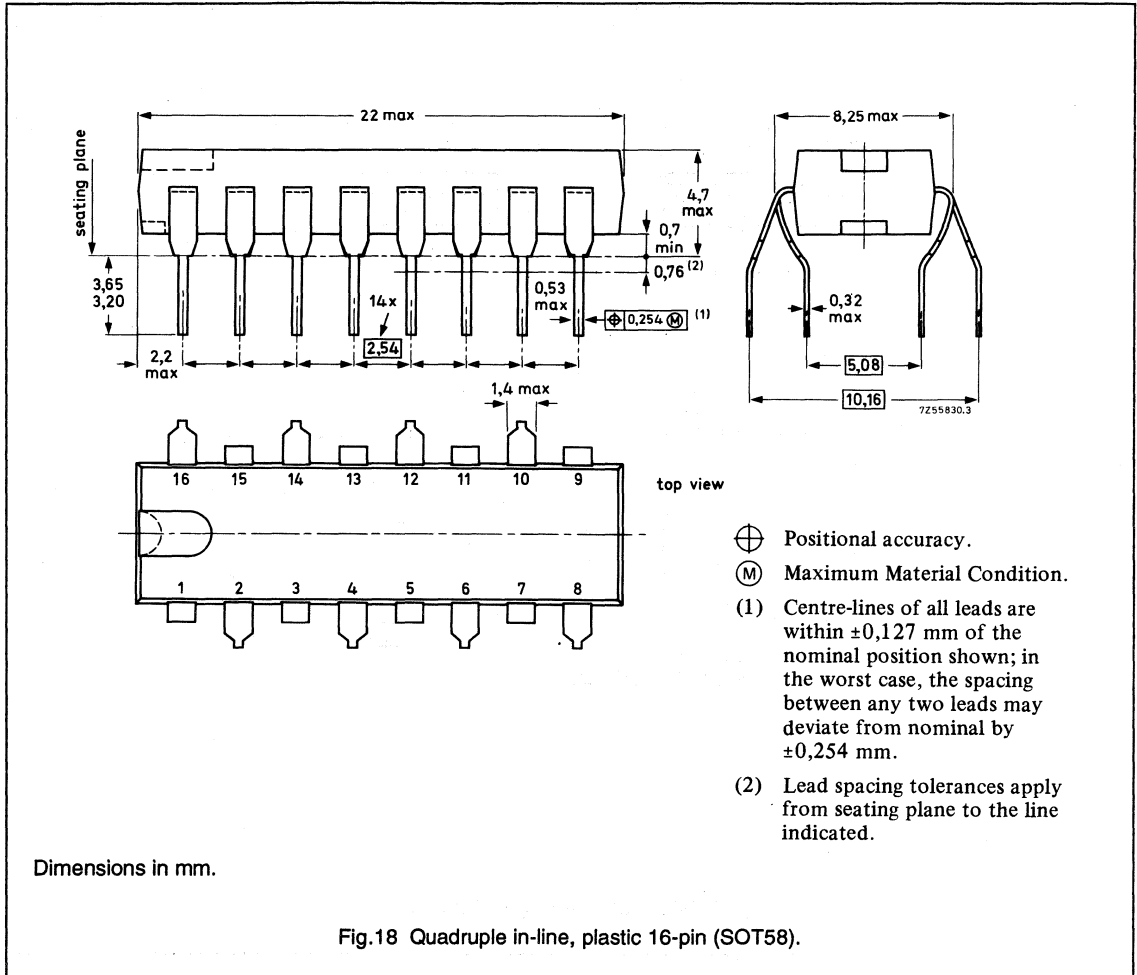 22 max
8,25 max
seating plane
4,7
max
0,7
min
0,76 (2)
3,65
3,20
14x
0,53
max
⌖ 0,254 Ⓜ (1)
0,32
max
2,2
max
2,54
5,08
10,16
7Z55830.3
1,4 max
16 15 14 13 12 11 10 9
top view
1 2 3 4 5 6 7 8
⌖ Positional accuracy.
Ⓜ Maximum Material Condition.
(1) Centre-lines of all leads are
within ±0,127 mm of the
nominal position shown; in
the worst case, the spacing
between any two leads may
deviate from nominal by
±0,254 mm.
(2) Lead spacing tolerances apply
from seating plane to the line
indicated.
Dimensions in mm.
Fig.18 Quadruple in-line, plastic 16-pin (SOT58).